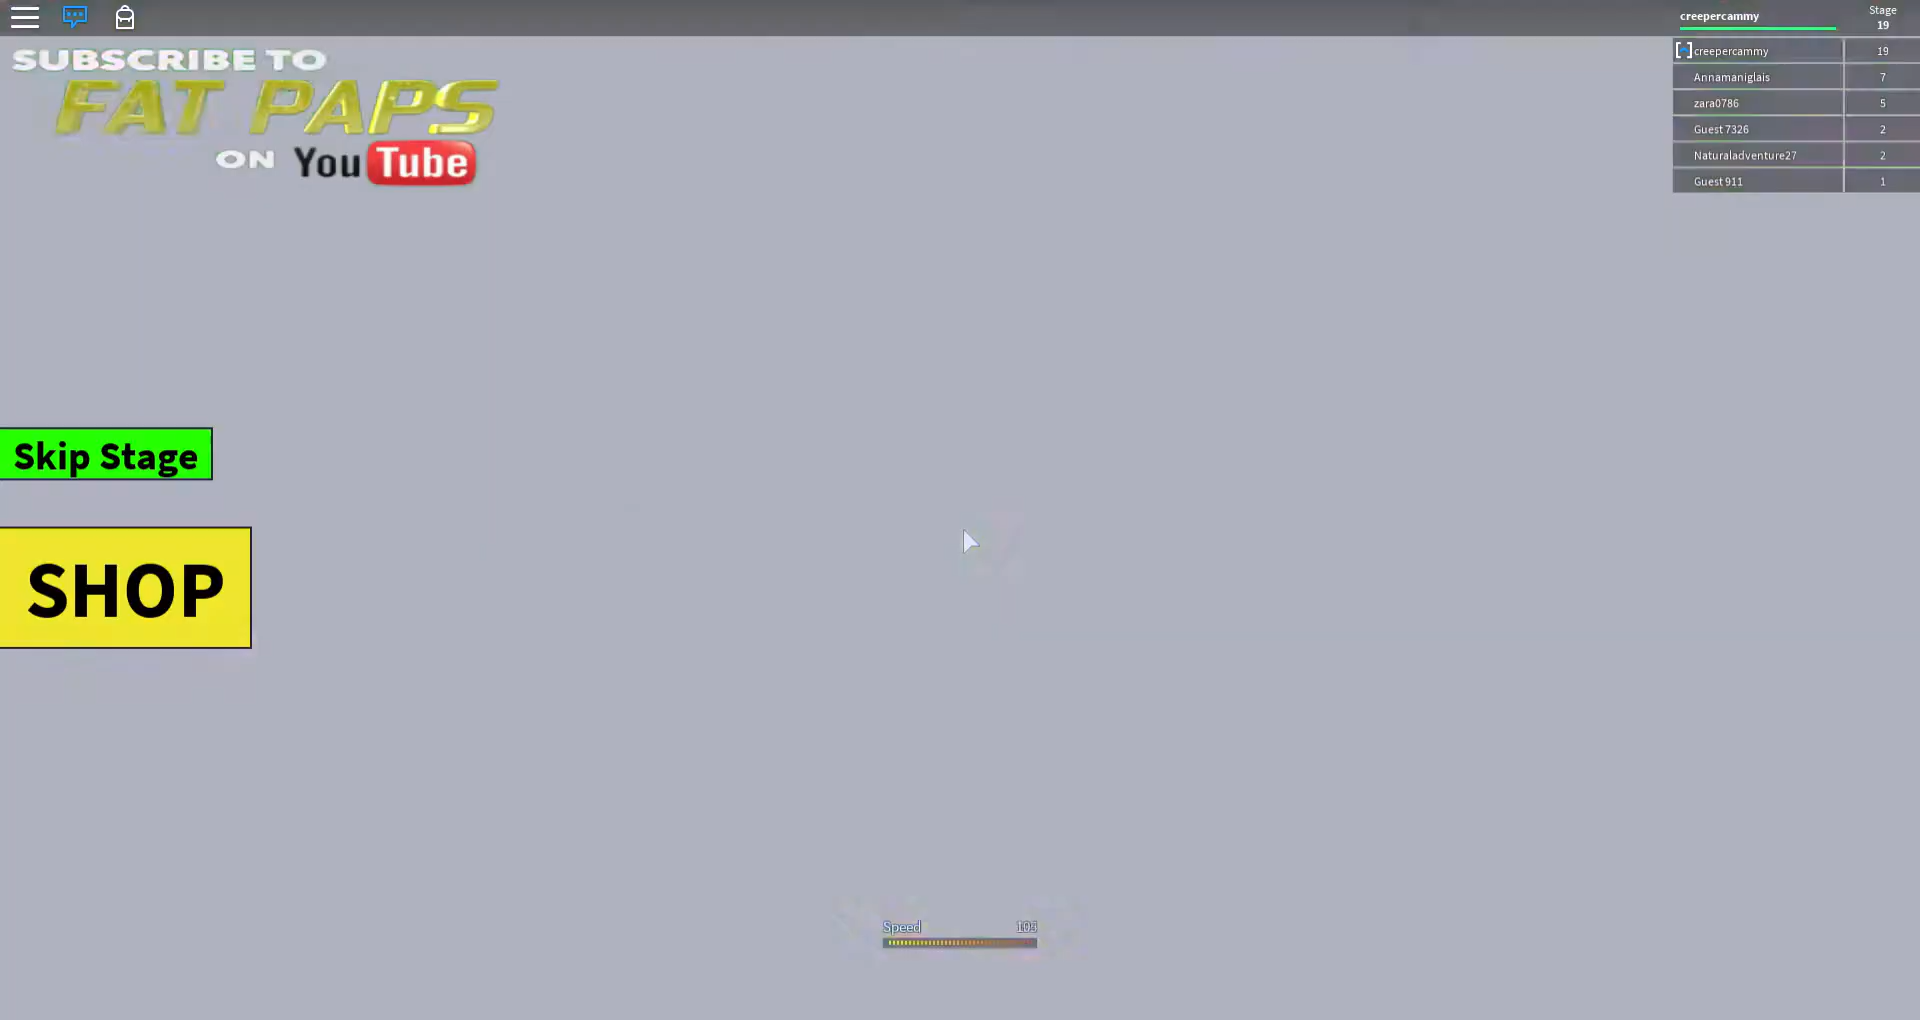 creepercammy
Stage
19
creepercammy 19
Annamaniglais 7
zara0786 5
Guest 7326 2
Naturaladventure27 2
Guest 911 1
SUBSCRIBE TO
FAT PAPS
ON YouTube
Skip Stage
SHOP
Speed 105